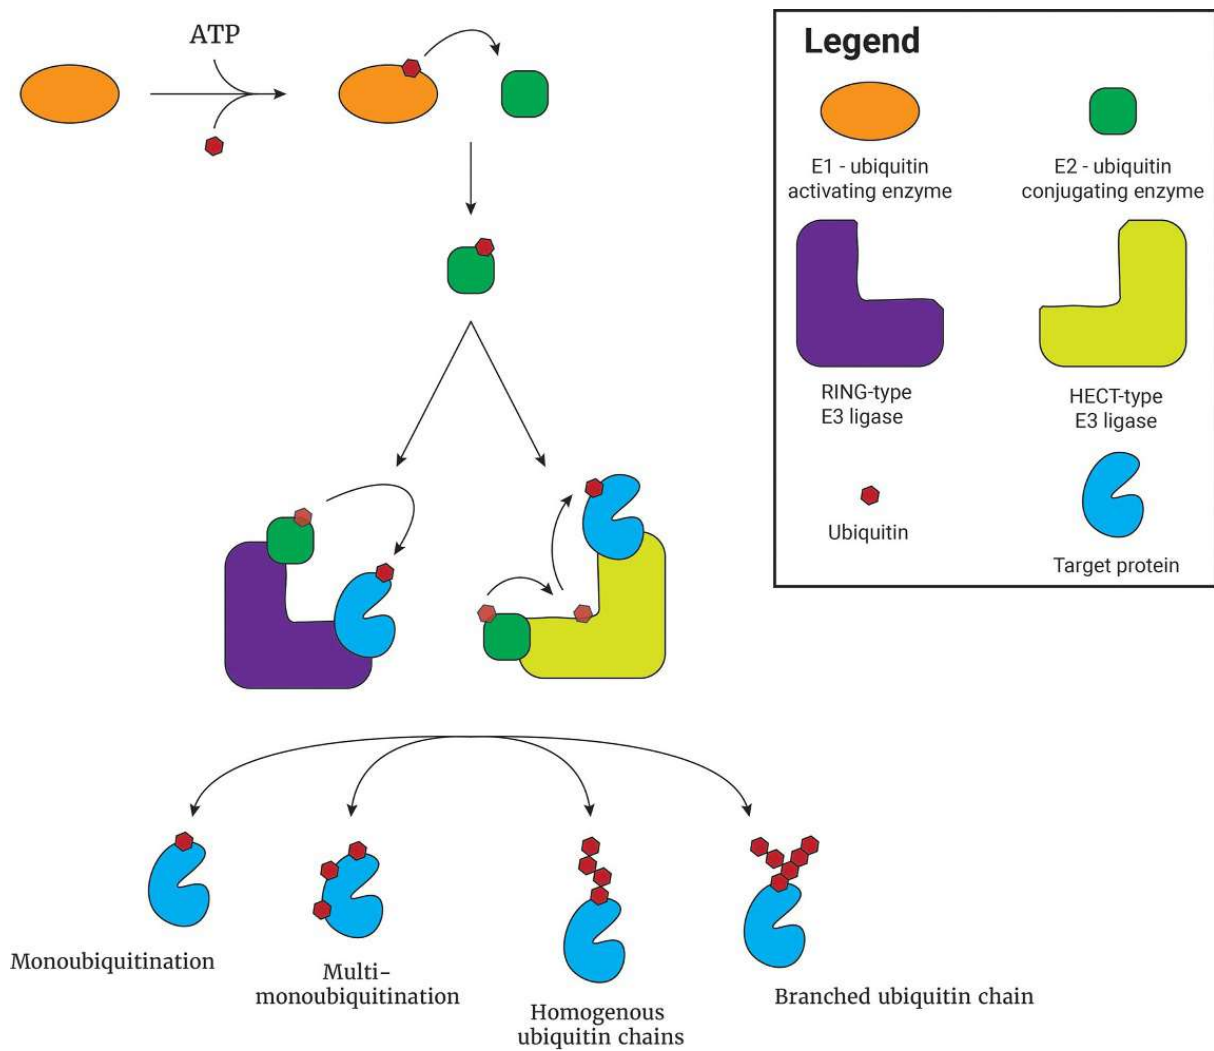 ATP
Legend
E1 - ubiquitin
activating enzyme
E2 - ubiquitin
conjugating enzyme
RING-type
E3 ligase
HECT-type
E3 ligase
Ubiquitin
Target protein
Monoubiquitination
Multi-
monoubiquitination
Homogenous
ubiquitin chains
Branched ubiquitin chain